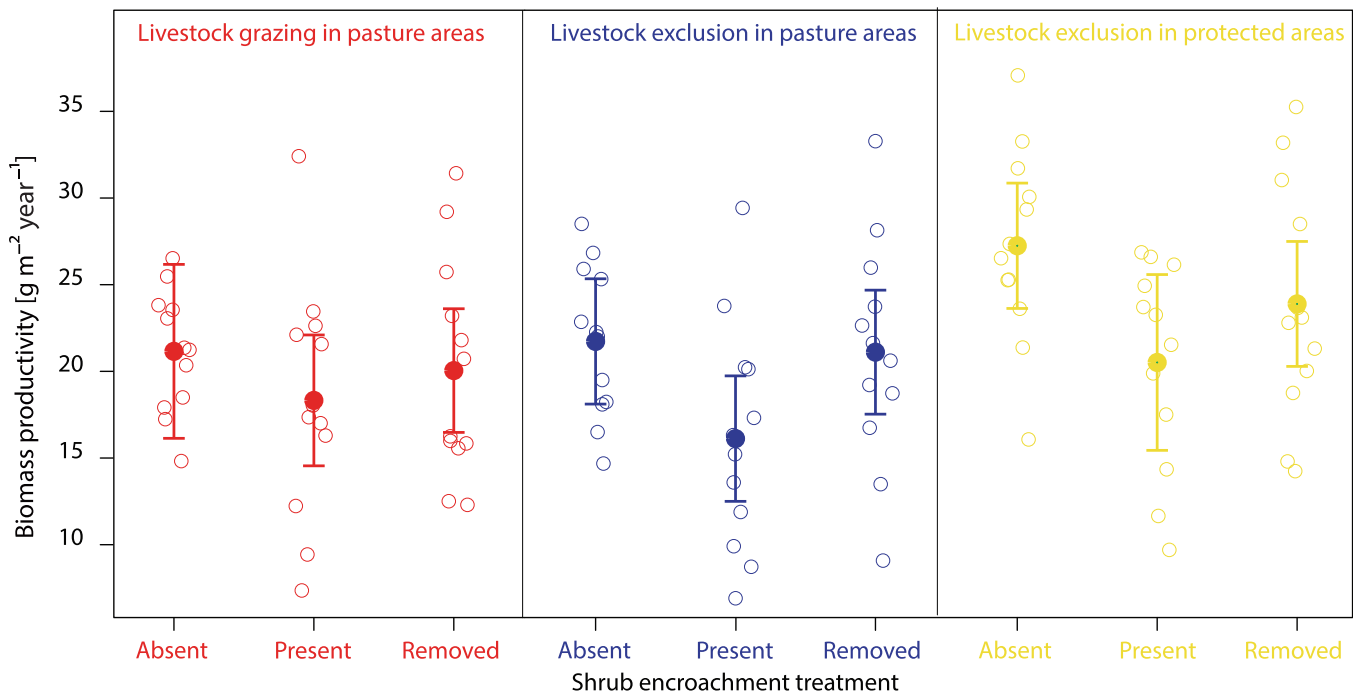 Livestock grazing in pasture areas
Livestock exclusion in pasture areas
Livestock exclusion in protected areas
Biomass productivity [g m⁻² year⁻¹]
35
30
25
20
15
10
Absent
Present
Removed
Absent
Present
Removed
Absent
Present
Removed
Shrub encroachment treatment